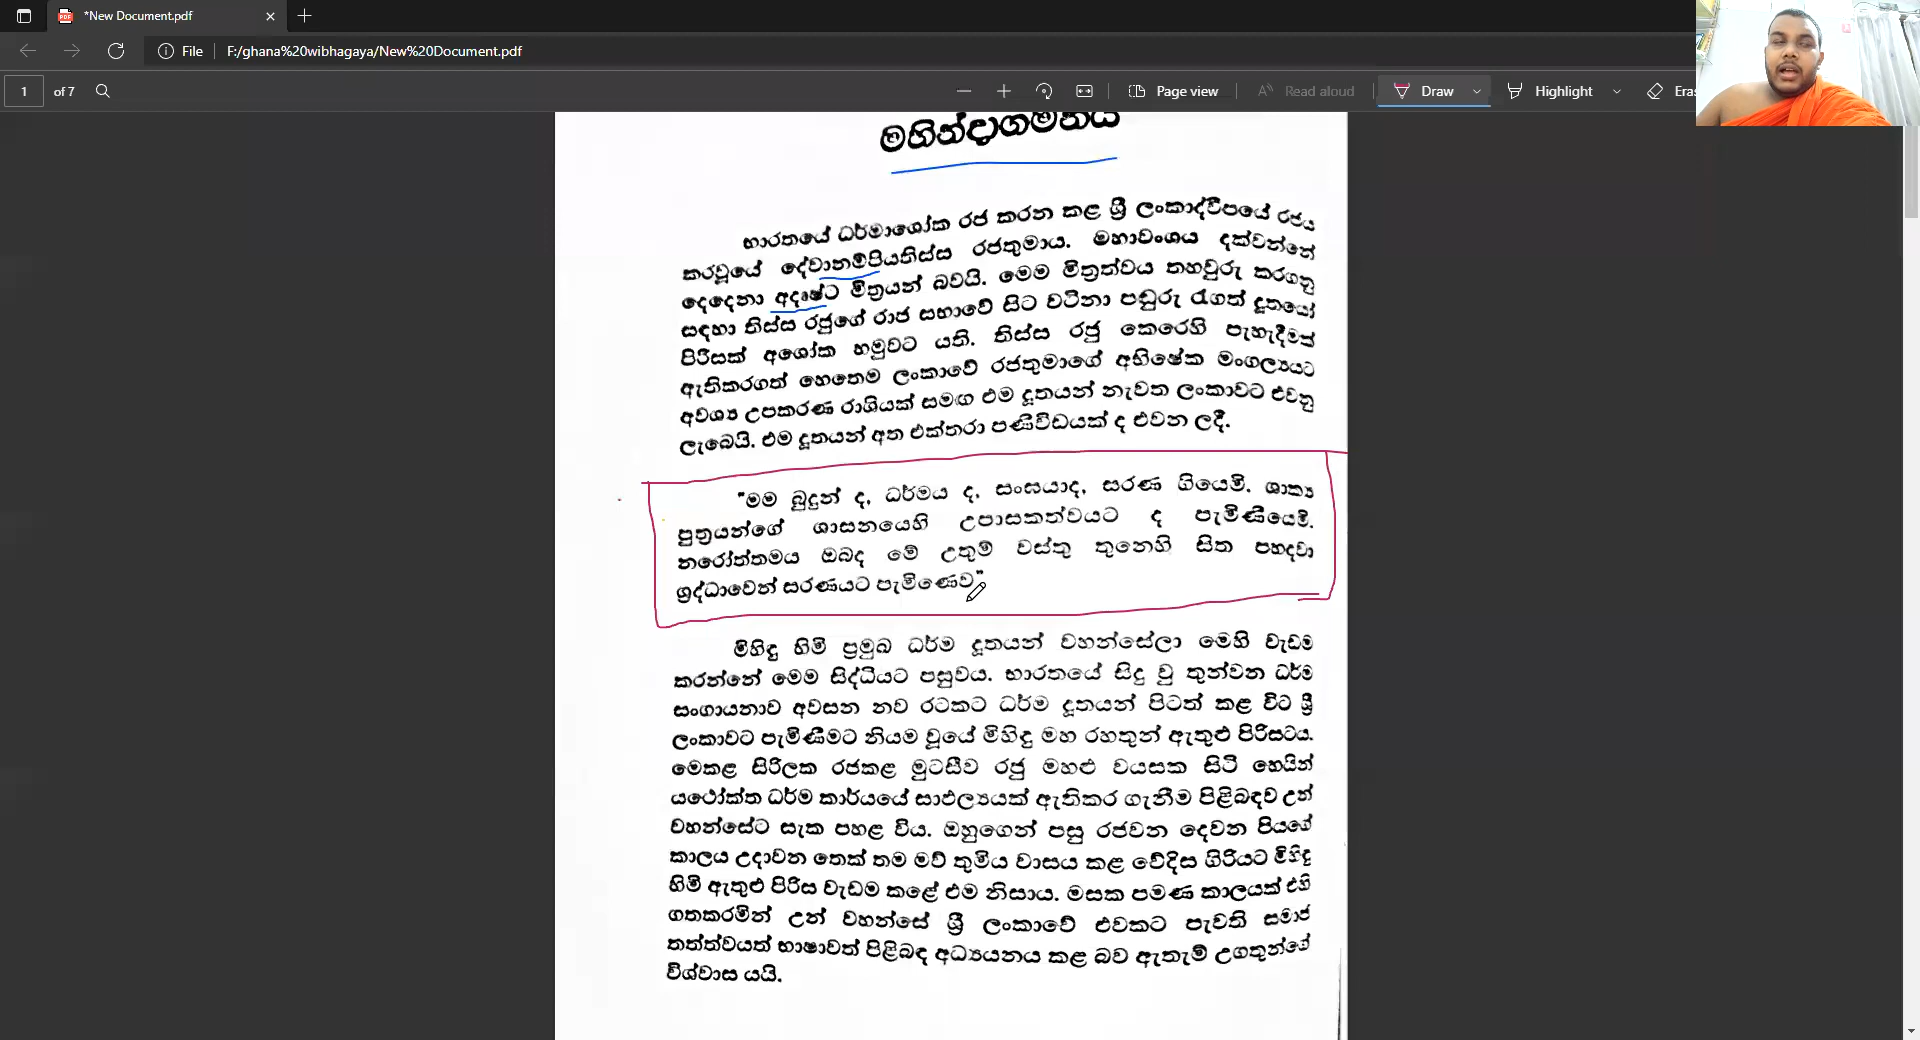 *New Document.pdf
File F:/ghana%20wibhagaya/New%20Document.pdf
1 of 7 Page view Read aloud Draw Highlight Eras
මහින්දාගමනය
භාරතයේ ධර්මාශෝක රජ කරන කළ ශ්‍රී ලංකාද්වීපයේ රජය
කරවූයේ දේවානම්පියතිස්ස රජතුමාය. මහාවංශය දක්වන්නේ
දෙදෙනා අදෘෂ්ට මිත්‍රයන් බවයි. මෙම මිත්‍රත්වය තහවුරු කරගනු
සඳහා තිස්ස රජුගේ රාජ සභාවේ සිට වටිනා පඬුරු රැගත් දූතයෝ
පිරිසක් අශෝක හමුවට යති. තිස්ස රජු කෙරෙහි පැහැදීමක්
ඇතිකරගත් හෙතෙම ලංකාවේ රජතුමාගේ අභිෂේක මංගල්‍යයට
අවශ්‍ය උපකරණ රාශියක් සමඟ එම දූතයන් නැවත ලංකාවට එවනු
ලැබෙයි. එම දූතයන් අත එක්තරා පණිවිඩයක් ද එවන ලදී.
"මම බුදුන් ද, ධර්මය ද, සංඝයාද, සරණ ගියෙමි. ශාක්‍ය
පුත්‍රයන්ගේ ශාසනයෙහි උපාසකත්වයට ද පැමිණියෙමි.
නරෝත්තමය ඔබද මේ උතුම් වස්තු තුනෙහි සිත පහදවා
ශ්‍රද්ධාවෙන් සරණයට පැමිණෙව"
මිහිඳු හිමි ප්‍රමුඛ ධර්ම දූතයන් වහන්සේලා මෙහි වැඩම
කරන්නේ මෙම සිද්ධියට පසුවය. භාරතයේ සිදු වු තුන්වන ධර්ම
සංගායනාව අවසන නව රටකට ධර්ම දූතයන් පිටත් කළ විට ශ්‍රී
ලංකාවට පැමිණීමට නියම වූයේ මිහිඳු මහ රහතුන් ඇතුළු පිරිසටය.
මෙකළ සිරිලක රජකළ මුටසීව රජු මහළු වයසක සිටි හෙයින්
යථෝක්ත ධර්ම කාර්යයේ සාඵල්‍යයක් ඇතිකර ගැනීම පිළිබඳව උන්
වහන්සේට සැක පහළ විය. ඔහුගෙන් පසු රජවන දෙවන පියගේ
කාලය උදාවන තෙක් තම මව් තුමිය වාසය කළ වේදිස ගිරියට මිහිඳු
හිමි ඇතුළු පිරිස වැඩම කළේ එම නිසාය. මසක පමණ කාලයක් එහි
ගතකරමින් උන් වහන්සේ ශ්‍රී ලංකාවේ එවකට පැවති සමාජ
තත්ත්වයත් භාෂාවත් පිළිබඳ අධ්‍යයනය කළ බව ඇතැම් උගතුන්ගේ
විශ්වාස යයි.